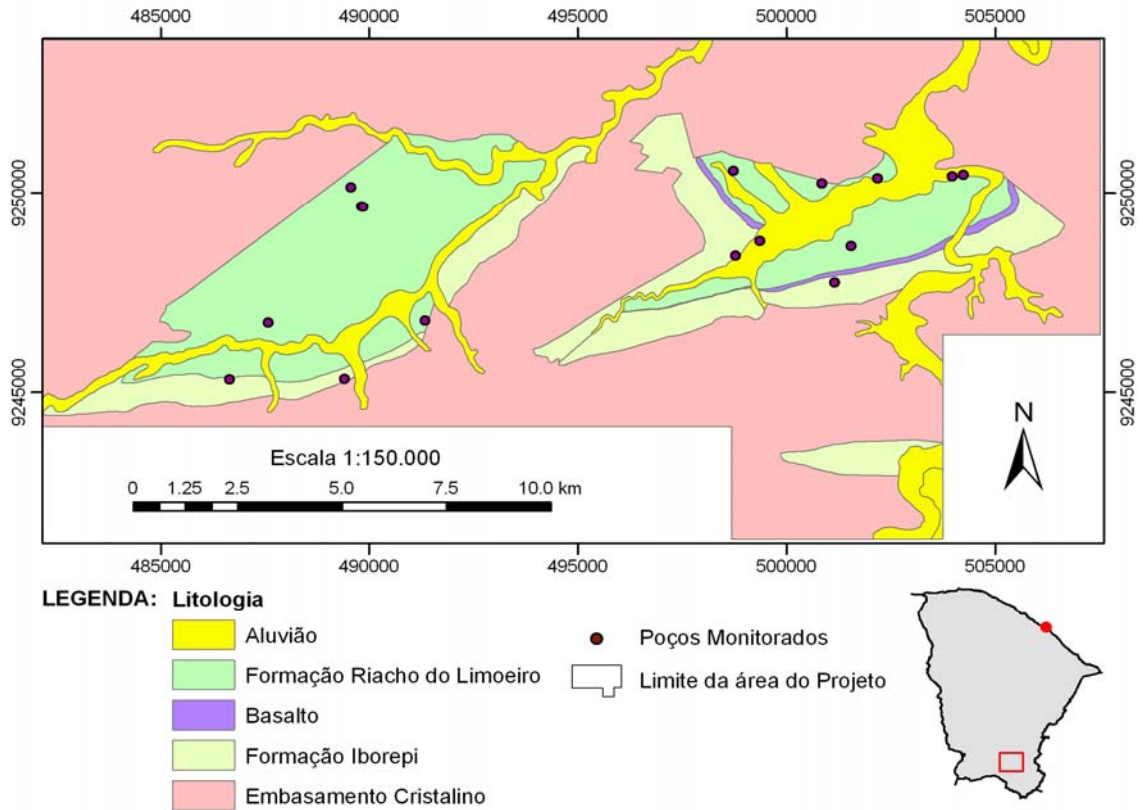 485000 490000 495000 500000 505000
9250000 9250000
9245000 9245000
N
Escala 1:150.000
0 1.25 2.5 5.0 7.5 10.0 km
485000 490000 495000 500000 505000
LEGENDA: Litologia
Aluvião
Formação Riacho do Limoeiro
Basalto
Formação Iborepi
Embasamento Cristalino
Poços Monitorados
Limite da área do Projeto